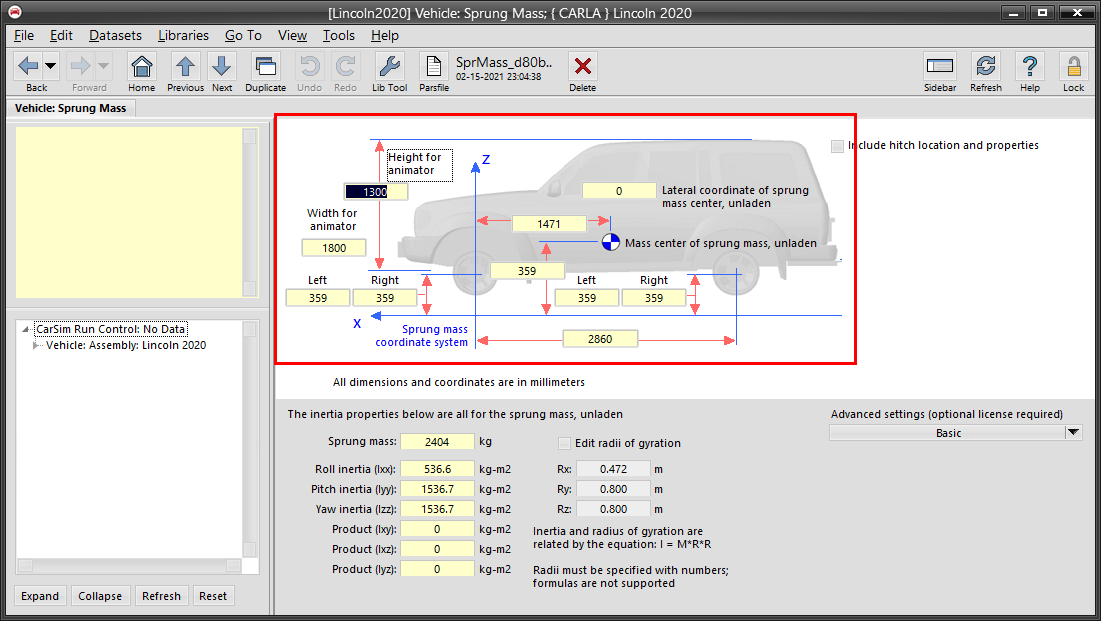 [Lincoln2020] Vehicle: Sprung Mass; { CARLA } Lincoln 2020
File Edit Datasets Libraries Go To View Tools Help
SprMass_d80b..
02-15-2021 23:04:38
Back Forward Home Previous Next Duplicate Undo Redo Lib Tool Parsfile Delete Sidebar Refresh Help Lock
Vehicle: Sprung Mass
Height for
animator
1300
Width for
animator
1800
Z
0
Lateral coordinate of sprung
mass center, unladen
Include hitch location and properties
1471
Mass center of sprung mass, unladen
359
Left Right
359 359
Left Right
359 359
X
Sprung mass
coordinate system
2860
All dimensions and coordinates are in millimeters
CarSim Run Control: No Data
Vehicle: Assembly: Lincoln 2020
Expand Collapse Refresh Reset
The inertia properties below are all for the sprung mass, unladen
Sprung mass: 2404 kg
Edit radii of gyration
Roll inertia (Ixx): 536.6 kg-m2
Rx: 0.472 m
Pitch inertia (Iyy): 1536.7 kg-m2
Ry: 0.800 m
Yaw inertia (Izz): 1536.7 kg-m2
Rz: 0.800 m
Product (Ixy): 0 kg-m2
Product (Ixz): 0 kg-m2
Product (Iyz): 0 kg-m2
Inertia and radius of gyration are
related by the equation: I = M*R*R
Radii must be specified with numbers;
formulas are not supported
Advanced settings (optional license required)
Basic